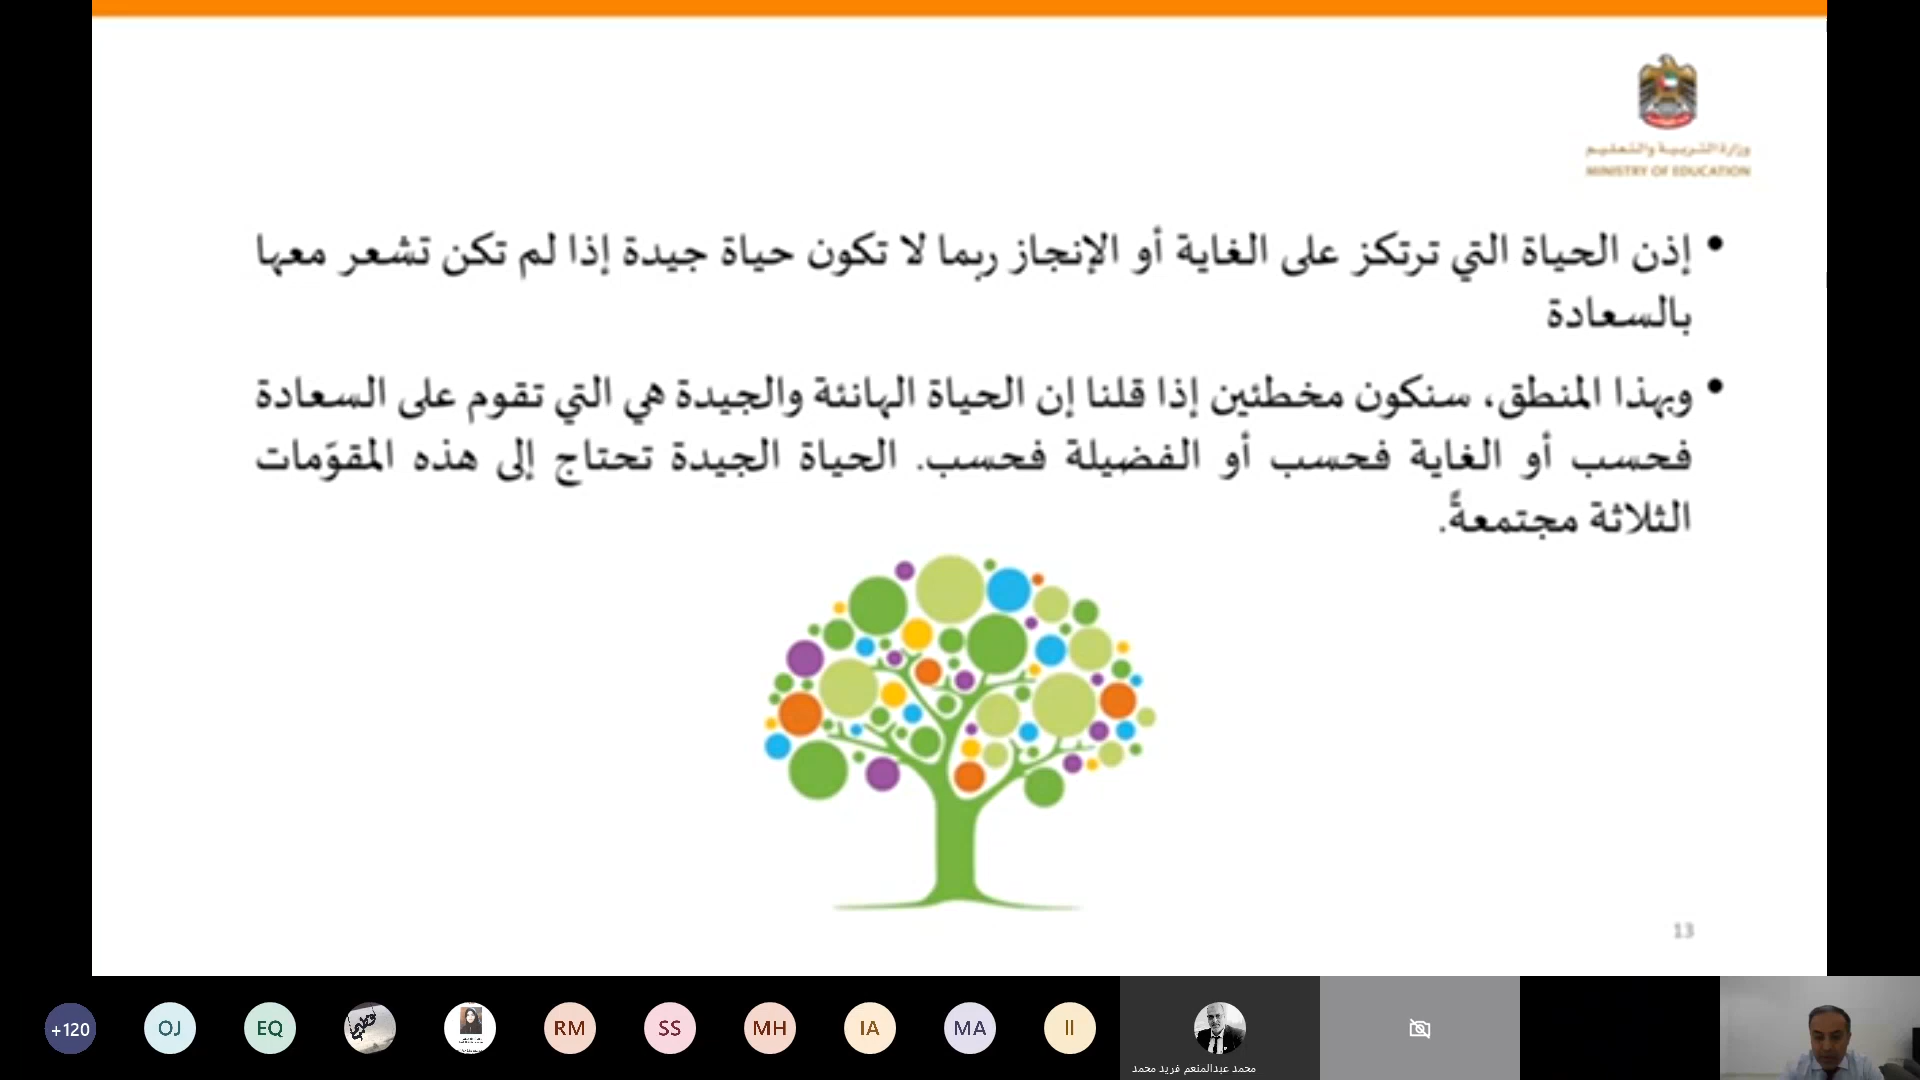 وزارة التربية والتعليم
MINISTRY OF EDUCATION
• إذن الحياة التي ترتكز على الغاية أو الإنجاز ربما لا تكون حياة جيدة إذا لم تكن تشعر معها
بالسعادة
• وبهذا المنطق، سنكون مخطئين إذا قلنا إن الحياة الهانئة والجيدة هي التي تقوم على السعادة
فحسب أو الغاية فحسب أو الفضيلة فحسب. الحياة الجيدة تحتاج إلى هذه المقوّمات
الثلاثة مجتمعةً.
13
+120 OJ EQ RM SS MH IA MA II
محمد عبدالمنعم فريد محمد